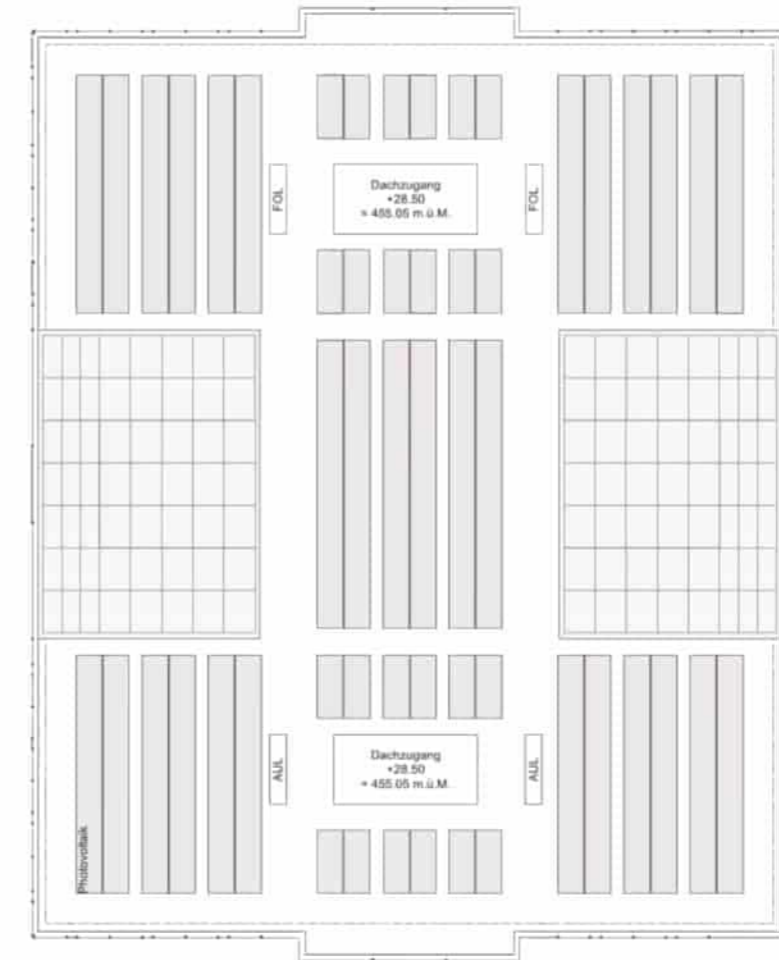 FOL
Dachzugang
+28.50
= 455.05 m.ü.M.
FOL
AUL
Dachzugang
+28.50
= 455.05 m.ü.M.
AUL
Photovoltaik